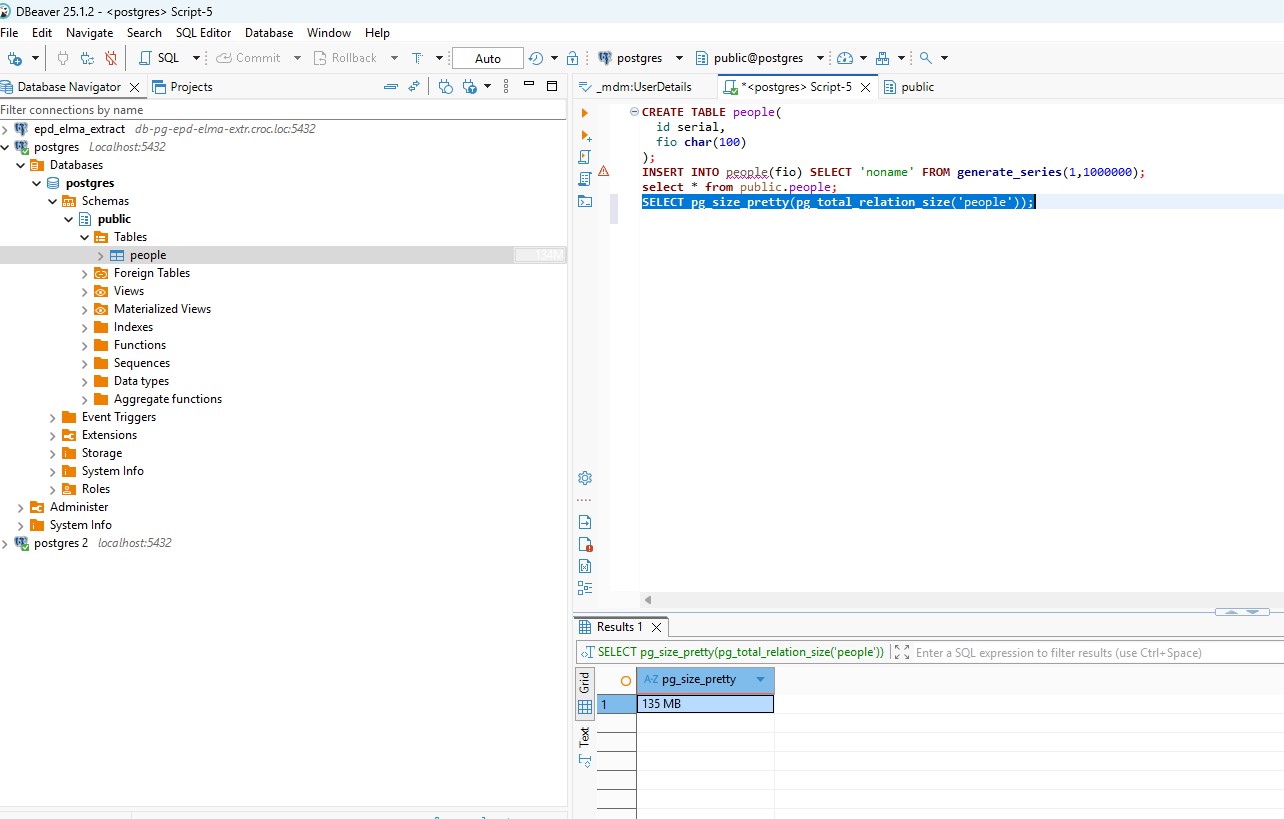 DBeaver 25.1.2 - <postgres> Script-5
File Edit Navigate Search SQL Editor Database Window Help
SQL Commit Rollback Auto postgres public@postgres
Database Navigator Projects
Filter connections by name
epd_elma_extract db-pg-epd-elma-extr.croc.loc:5432
postgres Localhost:5432
Databases
postgres
Schemas
public
Tables
people 134M
Foreign Tables
Views
Materialized Views
Indexes
Functions
Sequences
Data types
Aggregate functions
Event Triggers
Extensions
Storage
System Info
Roles
Administer
System Info
postgres 2 localhost:5432
_mdm:UserDetails *<postgres> Script-5 public
CREATE TABLE people(
id serial,
fio char(100)
);
INSERT INTO people(fio) SELECT 'noname' FROM generate_series(1,1000000);
select * from public.people;
SELECT pg_size_pretty(pg_total_relation_size('people'));
Results 1
SELECT pg_size_pretty(pg_total_relation_size('people')) Enter a SQL expression to filter results (use Ctrl+Space)
Grid
Text
A-Z pg_size_pretty
1 135 MB